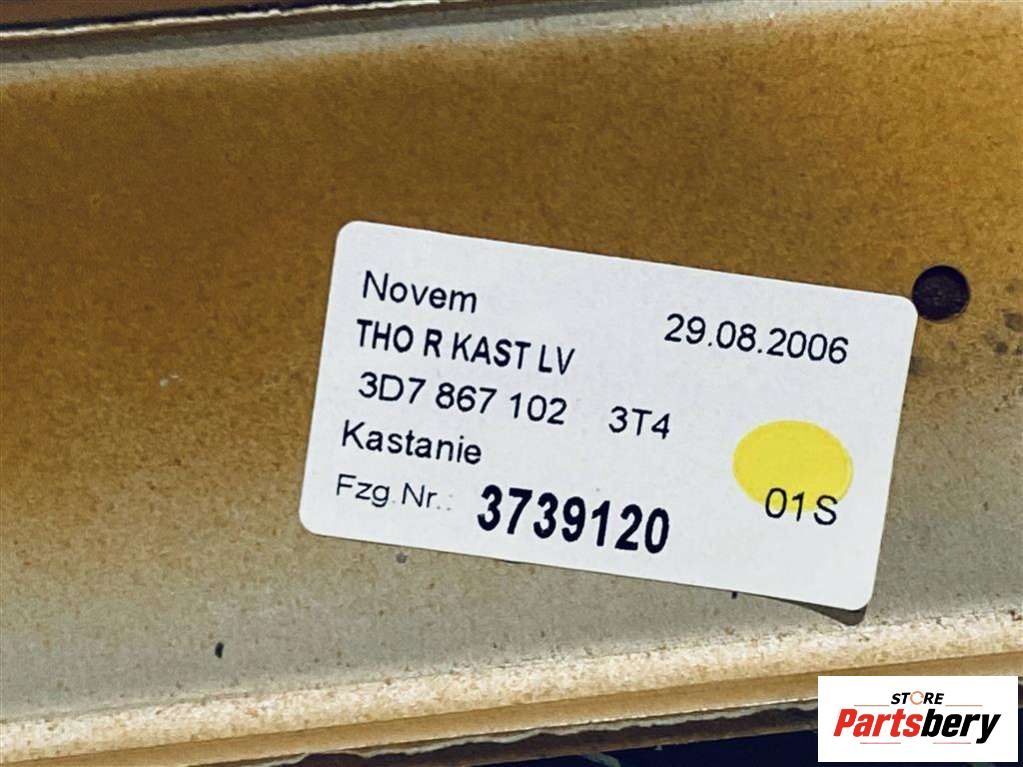 Novem
29.08.2006
THO R KAST LV
3D7 867 102 3T4
Kastanie
01S
Fzg.Nr.: 3739120
STORE
Partsbery